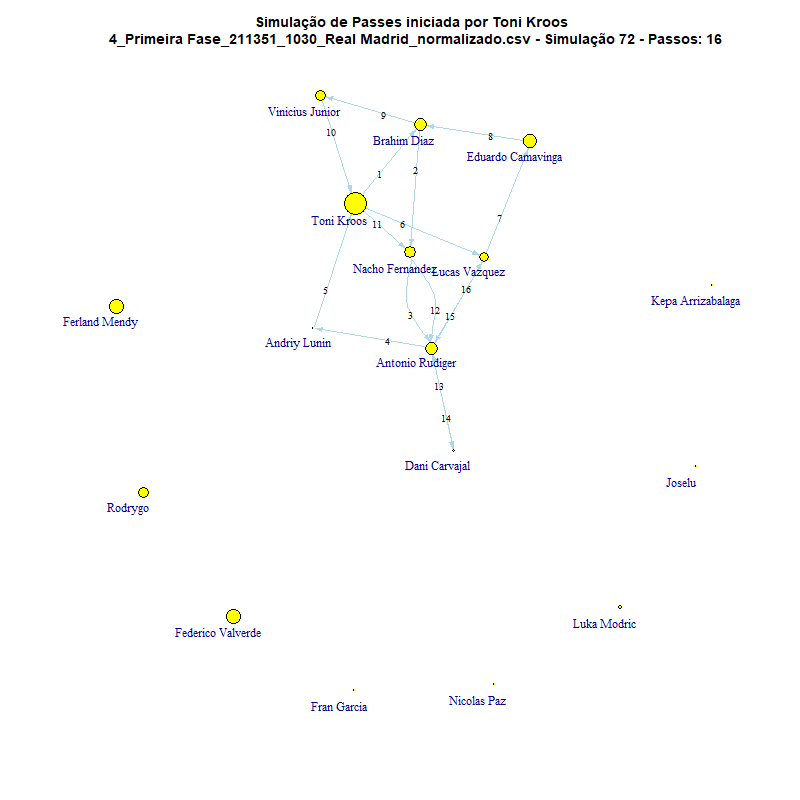 Simulação de Passes iniciada por Toni Kroos
4_Primeira Fase_211351_1030_Real Madrid_normalizado.csv - Simulação 72 - Passos: 16
Vinicius Junior
9
10
Brahim Diaz
8
Eduardo Camavinga
1
2
Toni Kroos
11
6
7
Nacho Fernandez
Lucas Vazquez
5
16
Kepa Arrizabalaga
Ferland Mendy
3
12
15
Andriy Lunin
4
Antonio Rudiger
13
14
Dani Carvajal
Joselu
Rodrygo
Luka Modric
Federico Valverde
Fran Garcia
Nicolas Paz